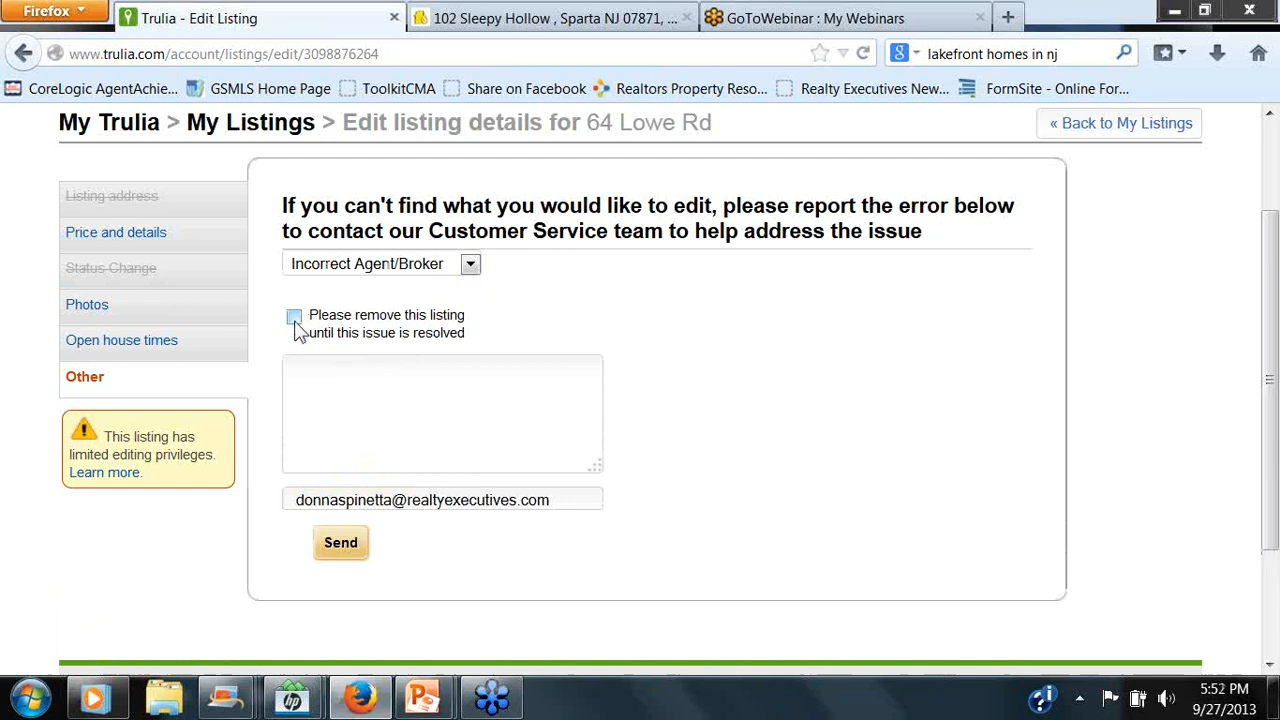 Firefox
Trulia - Edit Listing
102 Sleepy Hollow , Sparta NJ 07871, ...
GoToWebinar : My Webinars
www.trulia.com/account/listings/edit/3098876264
lakefront homes in nj
CoreLogic AgentAchie...
GSMLS Home Page
ToolkitCMA
Share on Facebook
Realtors Property Reso...
Realty Executives New...
FormSite - Online For...
My Trulia > My Listings > Edit listing details for 64 Lowe Rd
« Back to My Listings
Listing address
Price and details
Status Change
Photos
Open house times
Other
This listing has
limited editing privileges.
Learn more.
If you can't find what you would like to edit, please report the error below
to contact our Customer Service team to help address the issue
Incorrect Agent/Broker
Please remove this listing
until this issue is resolved
donnaspinetta@realtyexecutives.com
Send
5:52 PM
9/27/2013